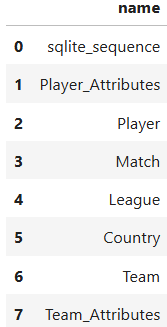 name
0 sqlite_sequence
1 Player_Attributes
2 Player
3 Match
4 League
5 Country
6 Team
7 Team_Attributes